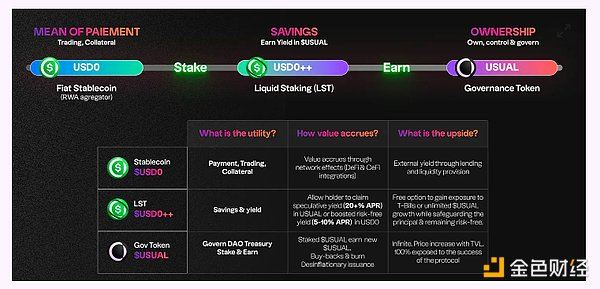 MEAN OF PAIEMENT
Trading, Collateral
SAVINGS
Earn Yield in $USUAL
OWNERSHIP
Own, control & govern
USD0
Stake
USD0++
Earn
USUAL
Fiat Stablecoin
(RWA agregator)
Liquid Staking (LST)
Governance Token
What is the utility?
How value accrues?
What is the upside?
Stablecoin
$USD0
Payment, Trading,
Collateral
Value accrues through
network effects (DeFi & CeFi
integrations)
External yield through lending
and liquidity provision
LST
$USD0++
Savings & yield
Allow holder to claim
speculative yield (20+% APR)
in USUAL or boosted risk-free
yield (5-10% APR) in USD0
Free option to gain exposure to
T-Bills or unlimited $USUAL
growth while safeguarding the
principal & remaining risk-free.
Gov Token
$USUAL
Govern DAO Treasury
Stake & Earn
Staked $USUAL earn new
$USUAL.
Buy-backs & burn
Desinflationary issuance
Infinite. Price increase with TVL.
100% exposed to the success of
the protocol
金色财经